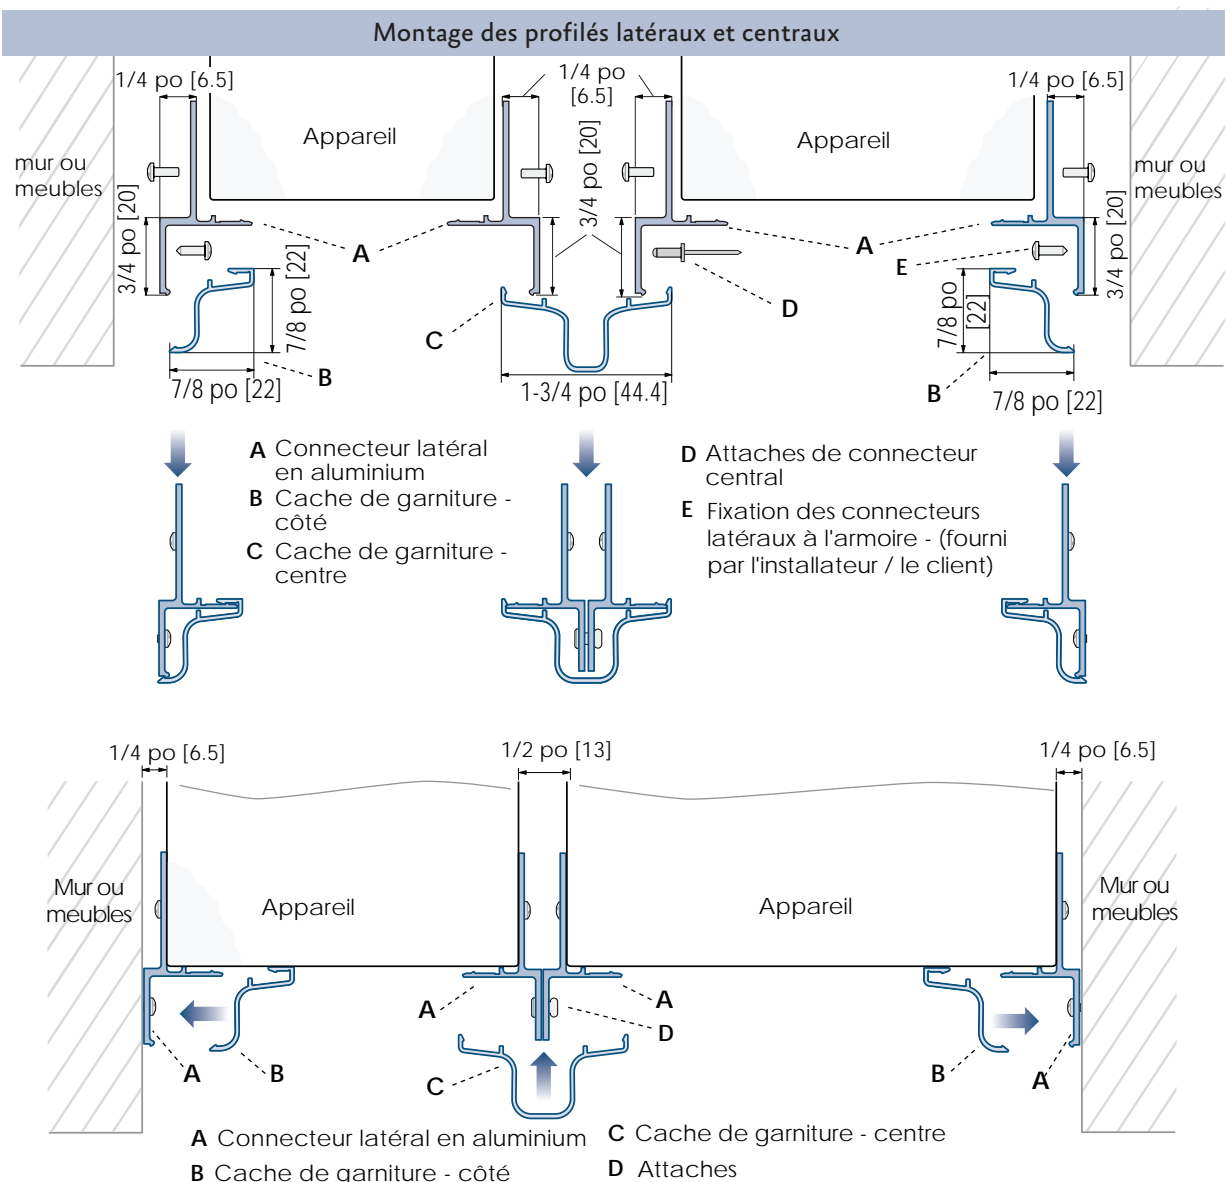 Montage des profilés latéraux et centraux
1/4 po [6.5]
1/4 po
[6.5]
1/4 po [6.5]
Appareil
Appareil
mur ou
meubles
mur ou
meubles
3/4 po [20]
3/4 po [20]
3/4 po [20]
A
A
E
D
C
B
B
7/8 po [22]
7/8 po
[22]
7/8 po [22]
1-3/4 po [44.4]
7/8 po [22]
A Connecteur latéral
en aluminium
B Cache de garniture -
côté
C Cache de garniture -
centre
D Attaches de connecteur
central
E Fixation des connecteurs
latéraux à l'armoire - (fourni
par l'installateur / le client)
1/4 po [6.5]
1/2 po [13]
1/4 po [6.5]
Mur ou
meubles
Appareil
Appareil
Mur ou
meubles
A
A
D
A
B
C
B
A
A Connecteur latéral en aluminium
B Cache de garniture - côté
C Cache de garniture - centre
D Attaches